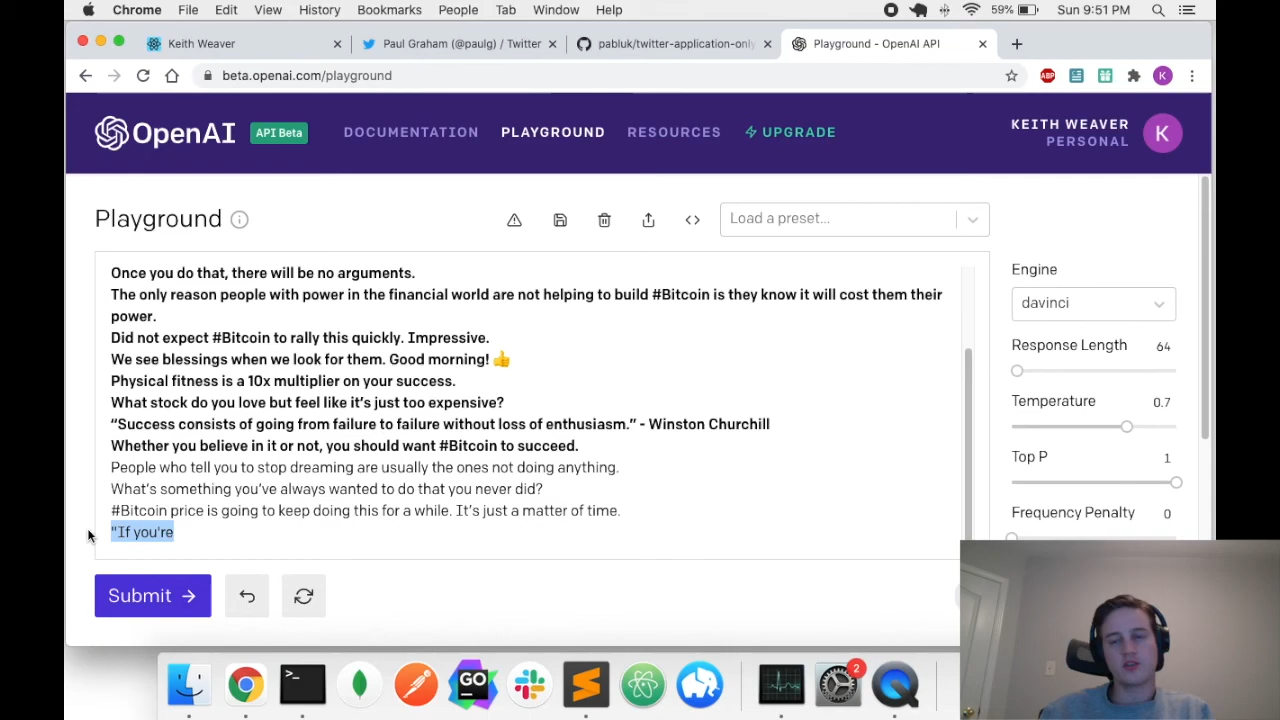 Chrome File Edit View History Bookmarks People Tab Window Help 59% Sun 9:51 PM
Keith Weaver Paul Graham (@paulg) / Twitter pabluk/twitter-application-only Playground - OpenAI API
beta.openai.com/playground ABP K
OpenAI API Beta DOCUMENTATION PLAYGROUND RESOURCES UPGRADE KEITH WEAVER K
PERSONAL
Playground Load a preset...
Once you do that, there will be no arguments.
The only reason people with power in the financial world are not helping to build #Bitcoin is they know it will cost them their
power.
Did not expect #Bitcoin to rally this quickly. Impressive.
We see blessings when we look for them. Good morning! 👍
Physical fitness is a 10x multiplier on your success.
What stock do you love but feel like it's just too expensive?
“Success consists of going from failure to failure without loss of enthusiasm.” - Winston Churchill
Whether you believe in it or not, you should want #Bitcoin to succeed.
People who tell you to stop dreaming are usually the ones not doing anything.
What's something you've always wanted to do that you never did?
#Bitcoin price is going to keep doing this for a while. It's just a matter of time.
"If you're
Submit
Engine
davinci
Response Length 64
Temperature 0.7
Top P 1
Frequency Penalty 0
GO
2